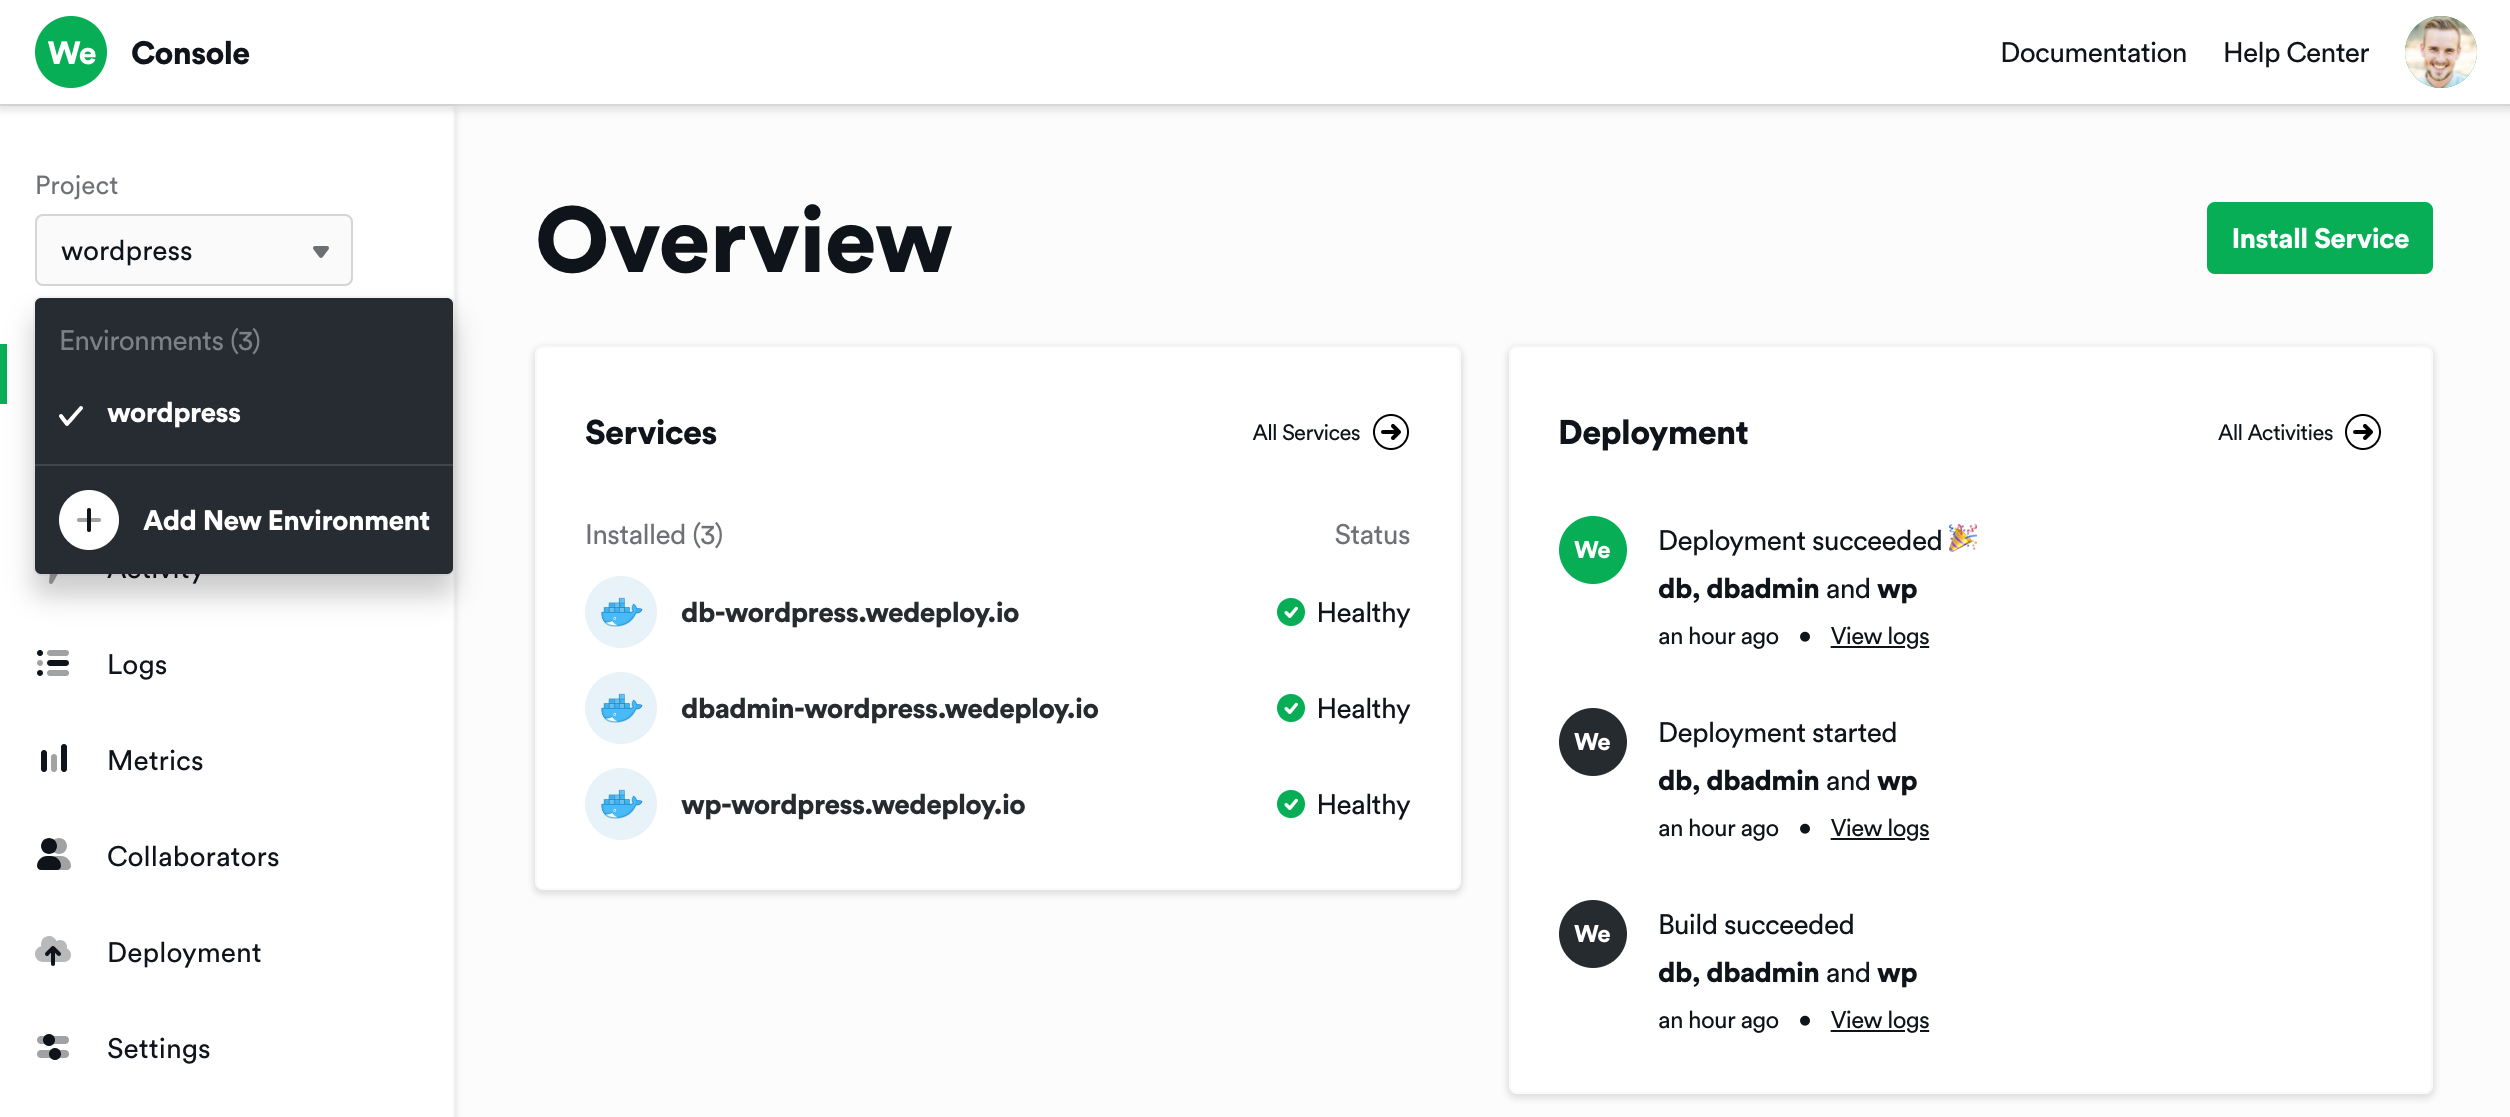 We Console
Documentation Help Center
Project
wordpress
Environments (3)
wordpress
Add New Environment
Activity
Logs
Metrics
Collaborators
Deployment
Settings
Overview
Install Service
Services
All Services
Installed (3) Status
db-wordpress.wedeploy.io Healthy
dbadmin-wordpress.wedeploy.io Healthy
wp-wordpress.wedeploy.io Healthy
Deployment
All Activities
We
Deployment succeeded 🎉
db, dbadmin and wp
an hour ago • View logs
We
Deployment started
db, dbadmin and wp
an hour ago • View logs
We
Build succeeded
db, dbadmin and wp
an hour ago • View logs